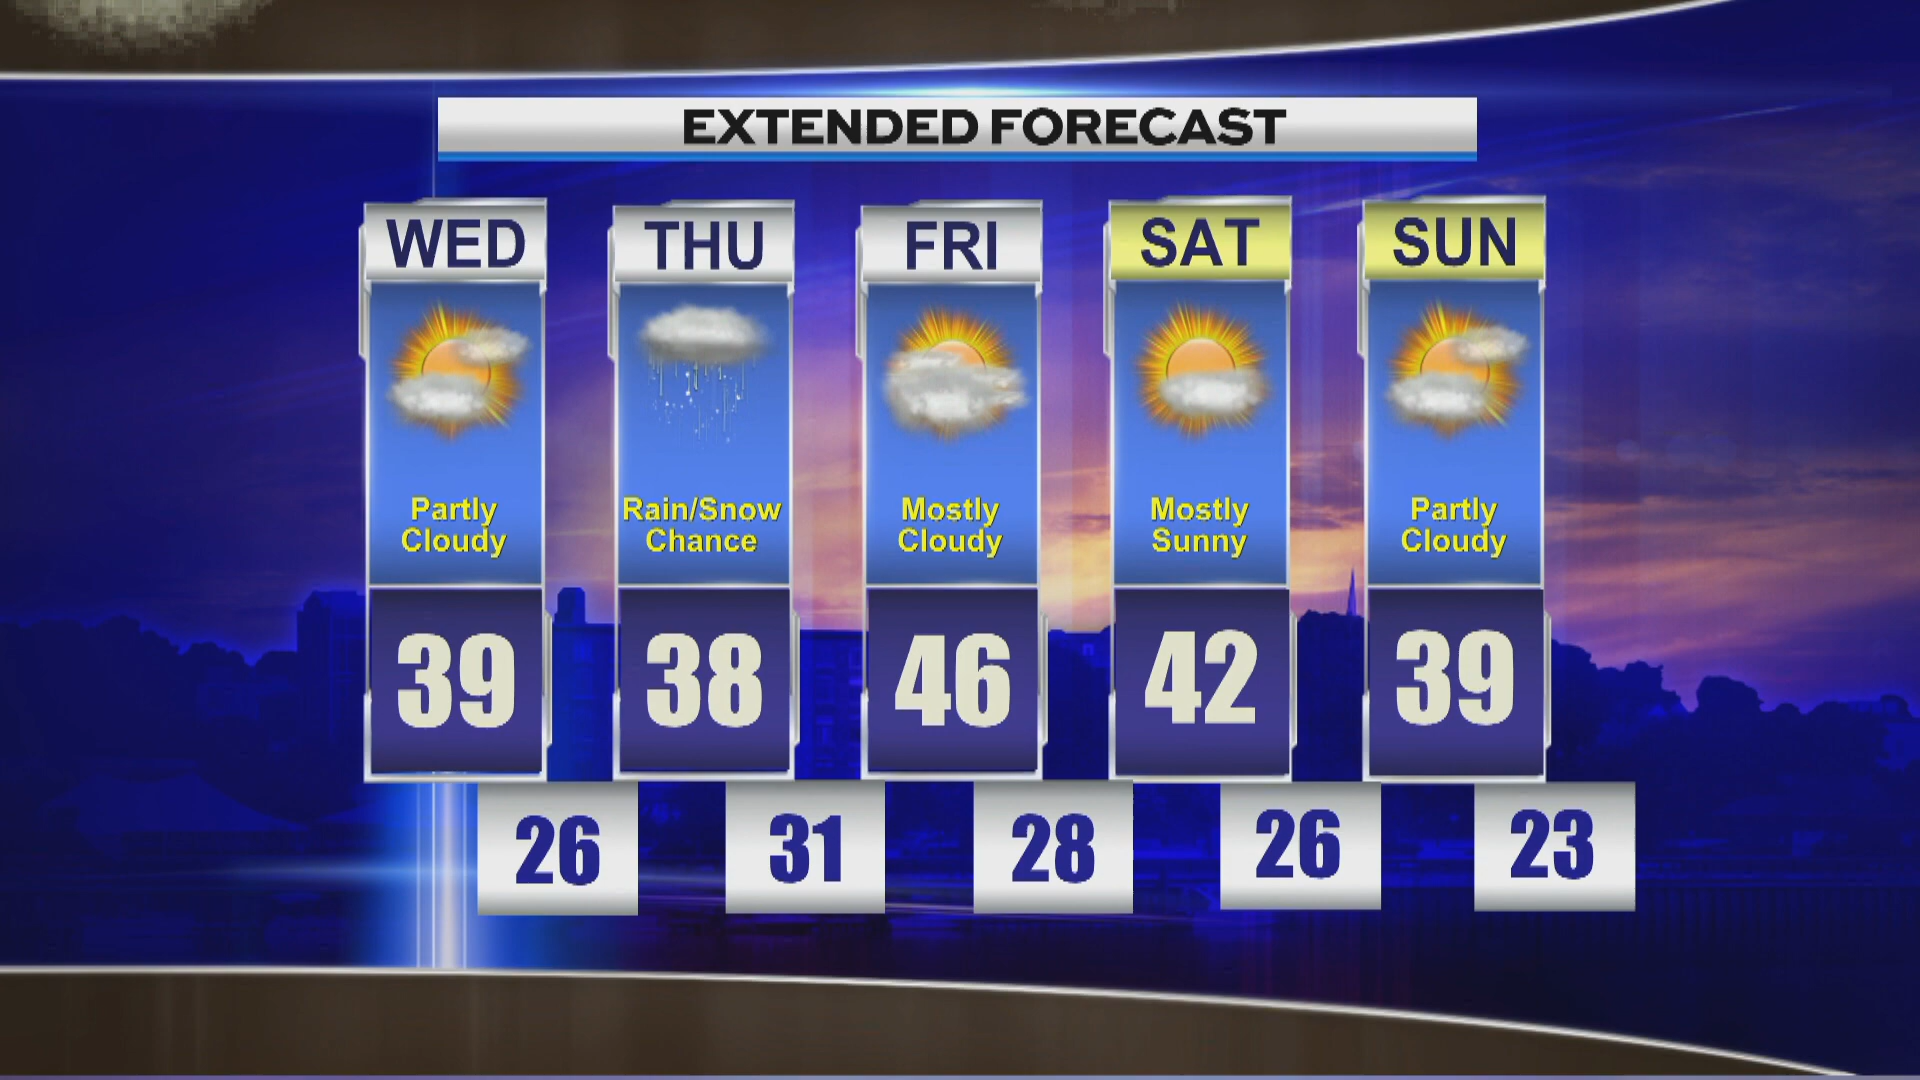 EXTENDED FORECAST
WED
Partly
Cloudy
39
26
THU
Rain/Snow
Chance
38
31
FRI
Mostly
Cloudy
46
28
SAT
Mostly
Sunny
42
26
SUN
Partly
Cloudy
39
23